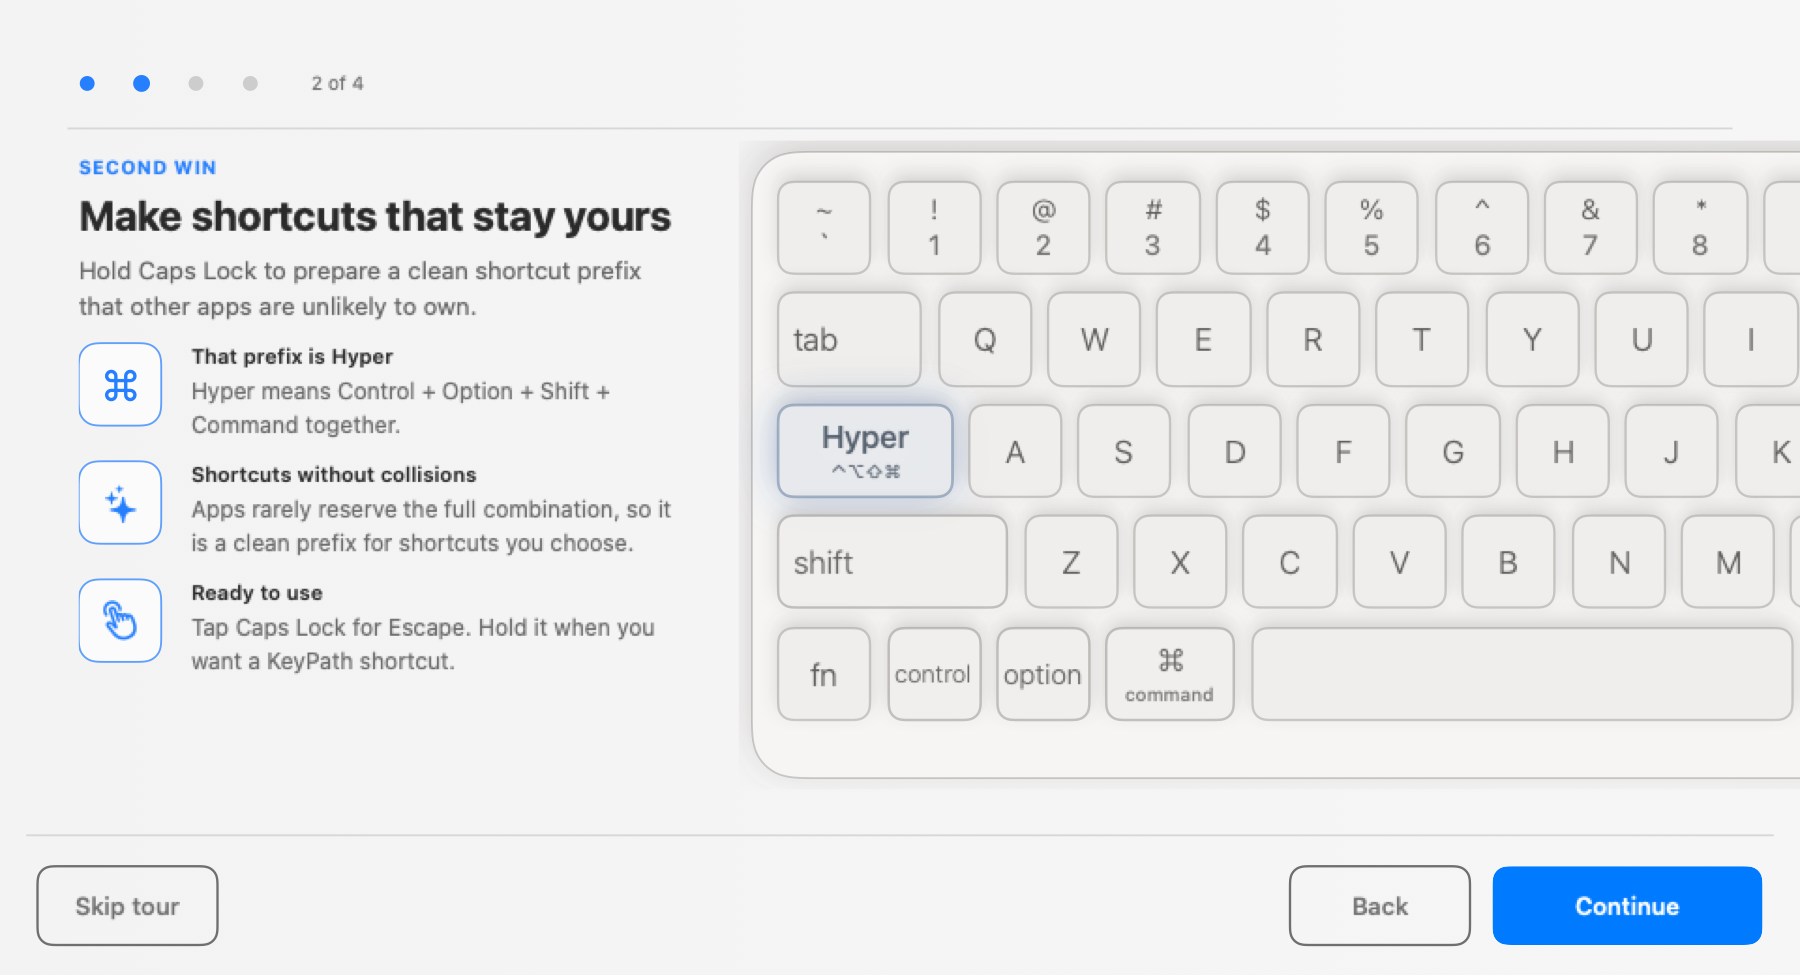 2 of 4
SECOND WIN
Make shortcuts that stay yours
Hold Caps Lock to prepare a clean shortcut prefix
that other apps are unlikely to own.
That prefix is Hyper
Hyper means Control + Option + Shift +
Command together.
Shortcuts without collisions
Apps rarely reserve the full combination, so it
is a clean prefix for shortcuts you choose.
Ready to use
Tap Caps Lock for Escape. Hold it when you
want a KeyPath shortcut.
~ ! @ # $ % ^ & *
` 1 2 3 4 5 6 7 8
tab Q W E R T Y U I
Hyper A S D F G H J K
⌃⌥⇧⌘
shift Z X C V B N M
fn control option ⌘
command
Skip tour
Back
Continue